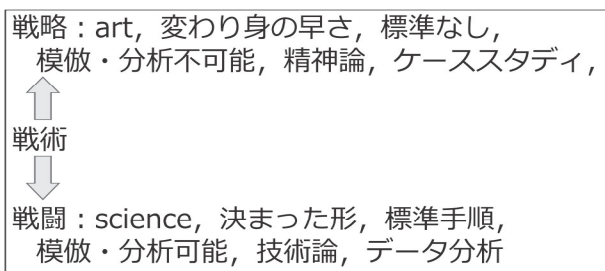 戦略：art，変わり身の早さ，標準なし，
模倣・分析不可能，精神論，ケーススタディ，
戦術
戦闘：science，決まった形，標準手順，
模倣・分析可能，技術論，データ分析